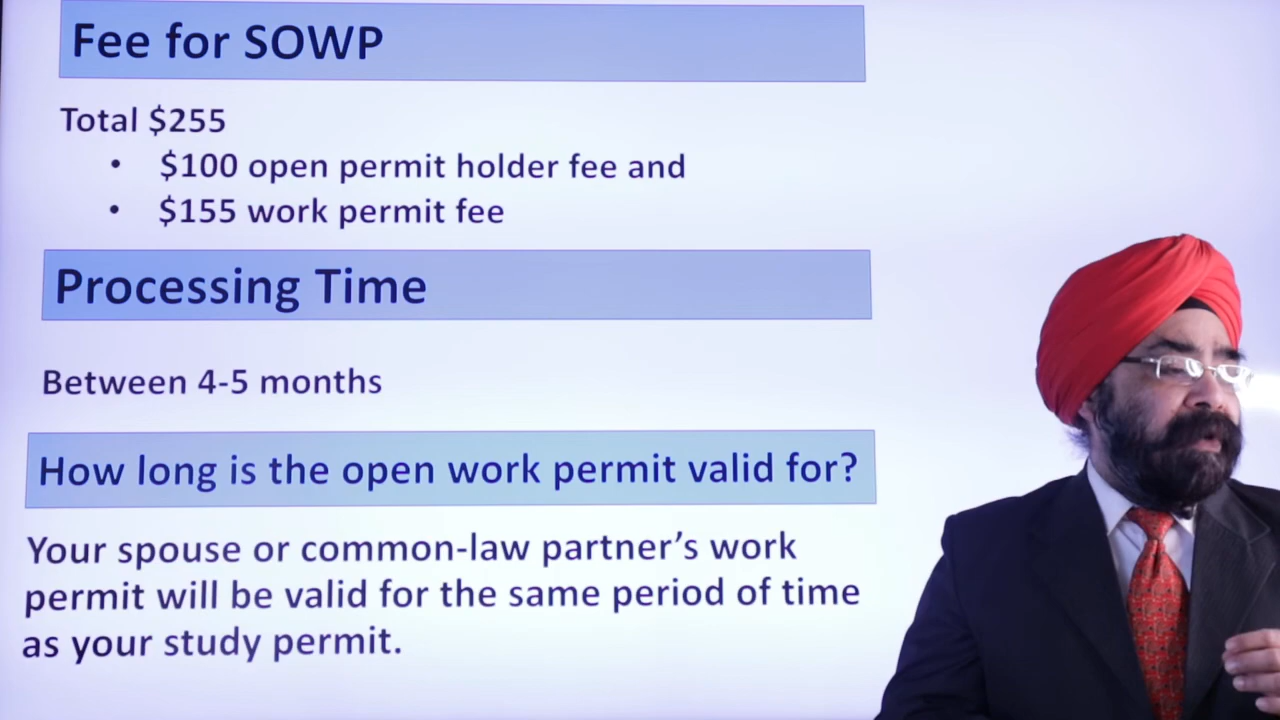 Fee for SOWP
Total $255
• $100 open permit holder fee and
• $155 work permit fee
Processing Time
Between 4-5 months
How long is the open work permit valid for?
Your spouse or common-law partner’s work
permit will be valid for the same period of time
as your study permit.